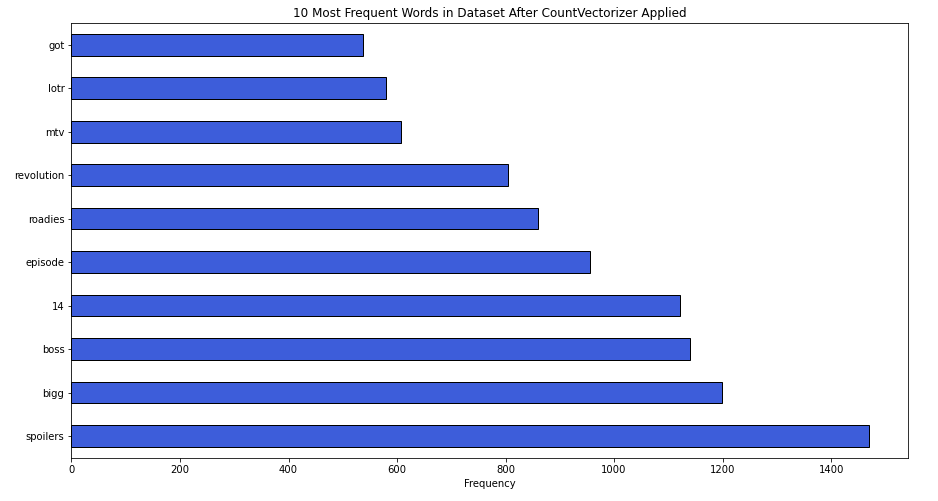 10 Most Frequent Words in Dataset After CountVectorizer Applied
got
lotr
mtv
revolution
roadies
episode
14
boss
bigg
spoilers
0 200 400 600 800 1000 1200 1400
Frequency